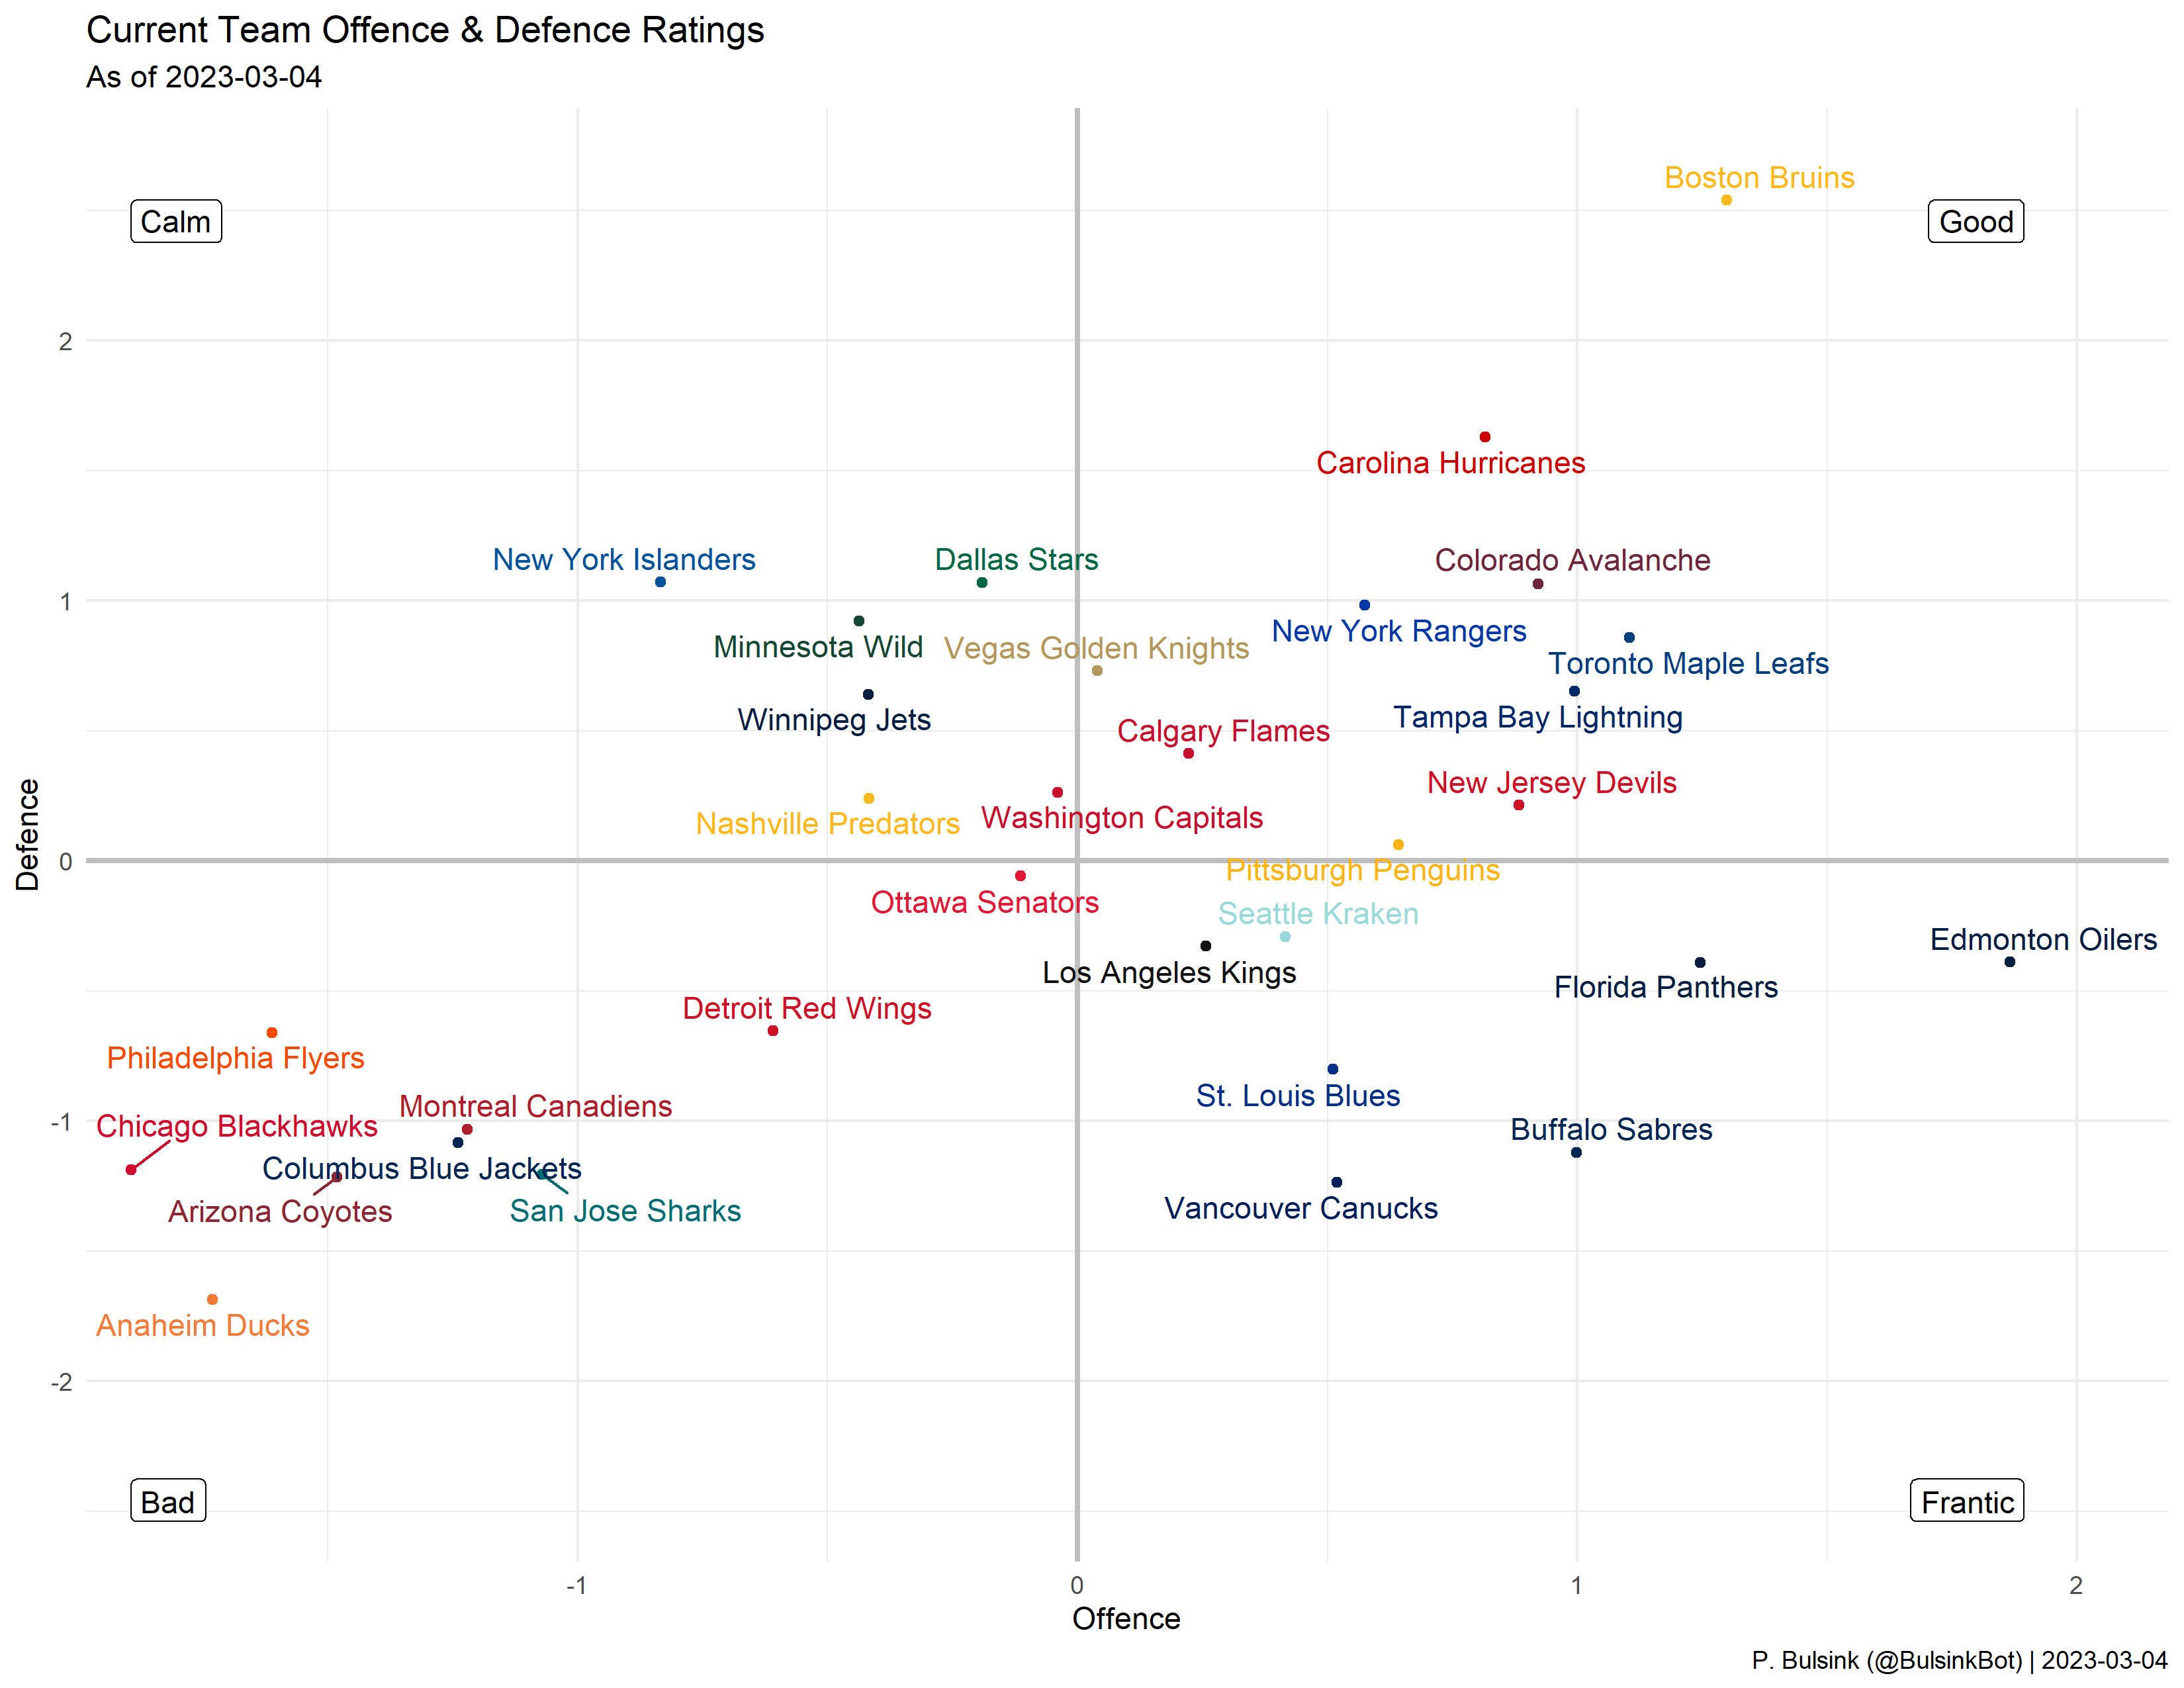 Current Team Offence & Defence Ratings
As of 2023-03-04
Boston Bruins
Calm
Good
2
Carolina Hurricanes
New York Islanders
Dallas Stars
Colorado Avalanche
1
New York Rangers
Minnesota Wild
Vegas Golden Knights
Toronto Maple Leafs
Winnipeg Jets
Tampa Bay Lightning
Calgary Flames
New Jersey Devils
Nashville Predators
Washington Capitals
Defence
0
Pittsburgh Penguins
Ottawa Senators
Seattle Kraken
Edmonton Oilers
Los Angeles Kings
Florida Panthers
Detroit Red Wings
Philadelphia Flyers
St. Louis Blues
Montreal Canadiens
-1
Chicago Blackhawks
Buffalo Sabres
Columbus Blue Jackets
Arizona Coyotes
San Jose Sharks
Vancouver Canucks
Anaheim Ducks
-2
Bad
Frantic
-1
0
1
2
Offence
P. Bulsink (@BulsinkBot) | 2023-03-04